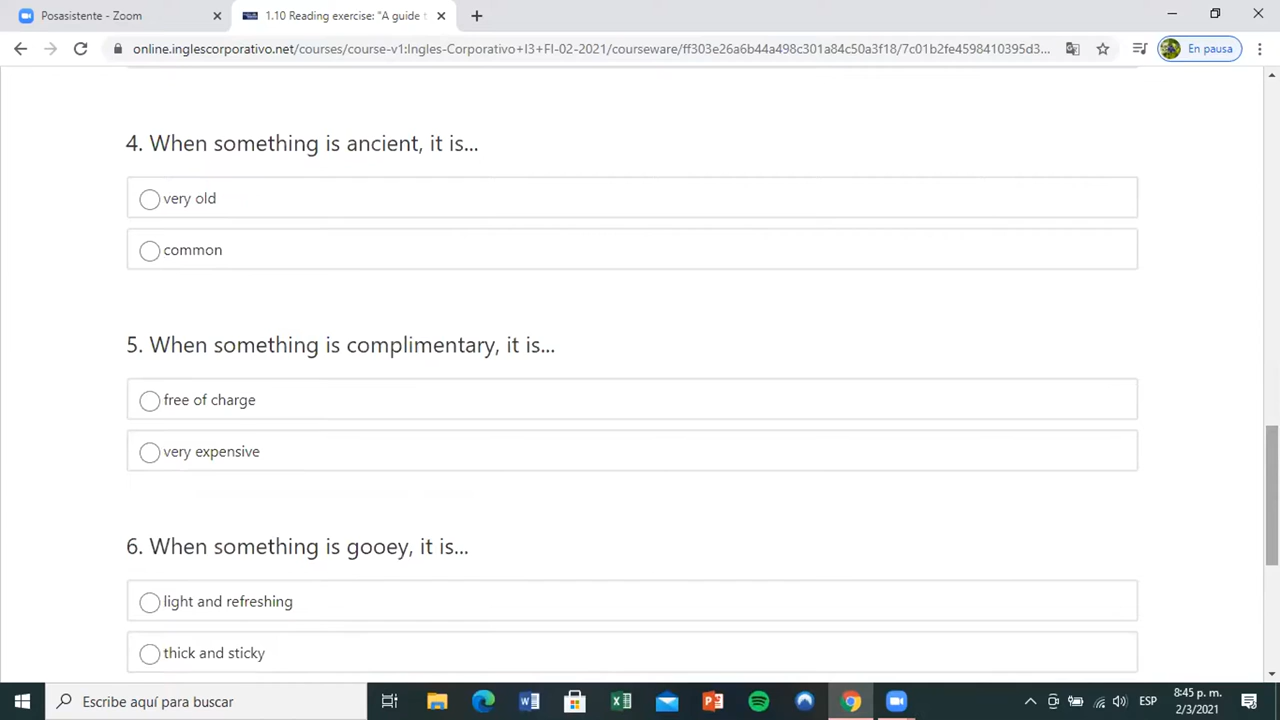 Posasistente - Zoom
1.10 Reading exercise: "A guide t
online.inglescorporativo.net/courses/course-v1:Ingles-Corporativo+I3+FI-02-2021/courseware/ff303e26a6b44a498c301a84c50a3f18/7c01b2fe4598410395d3...
En pausa
4. When something is ancient, it is...
very old
common
5. When something is complimentary, it is...
free of charge
very expensive
6. When something is gooey, it is...
light and refreshing
thick and sticky
Escribe aquí para buscar
ESP
8:45 p. m.
2/3/2021